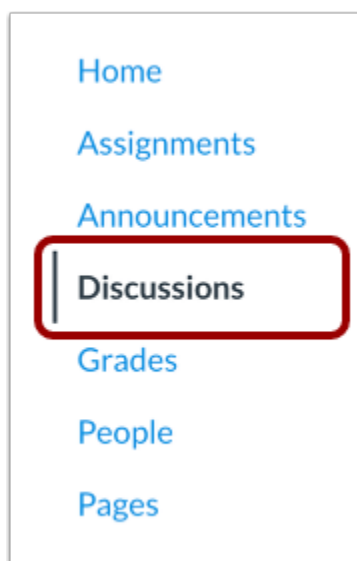 Home
Assignments
Announcements
Discussions
Grades
People
Pages